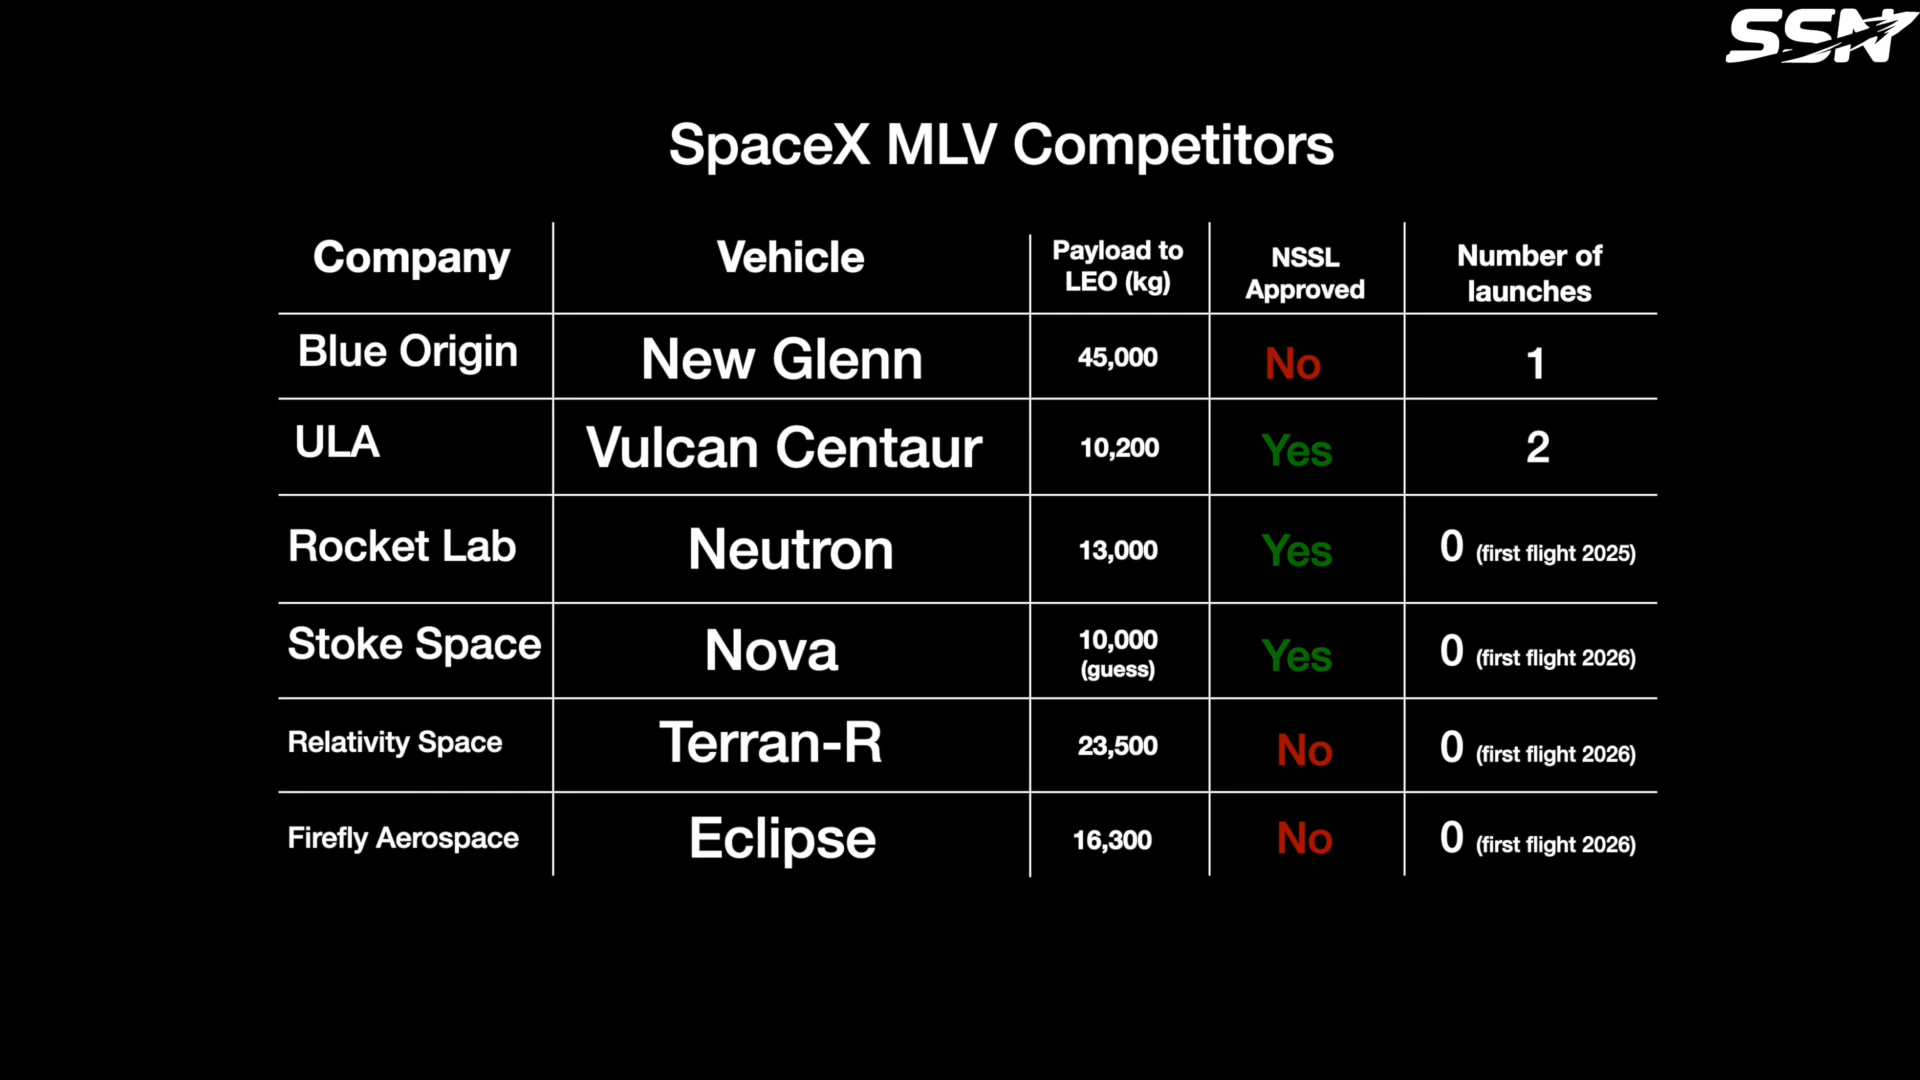 SSN
SpaceX MLV Competitors
Company Vehicle Payload to LEO (kg) NSSL Approved Number of launches
Blue Origin New Glenn 45,000 No 1
ULA Vulcan Centaur 10,200 Yes 2
Rocket Lab Neutron 13,000 Yes 0 (first flight 2025)
Stoke Space Nova 10,000 (guess) Yes 0 (first flight 2026)
Relativity Space Terran-R 23,500 No 0 (first flight 2026)
Firefly Aerospace Eclipse 16,300 No 0 (first flight 2026)